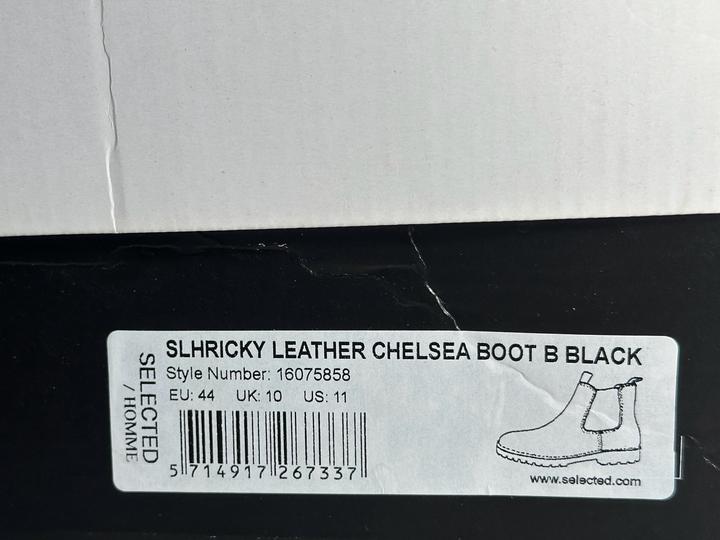 SLHRICKY LEATHER CHELSEA BOOT B BLACK
Style Number: 16075858
EU: 44 UK: 10 US: 11
5 714917 267337
SELECTED
/ HOMME
www.selected.com